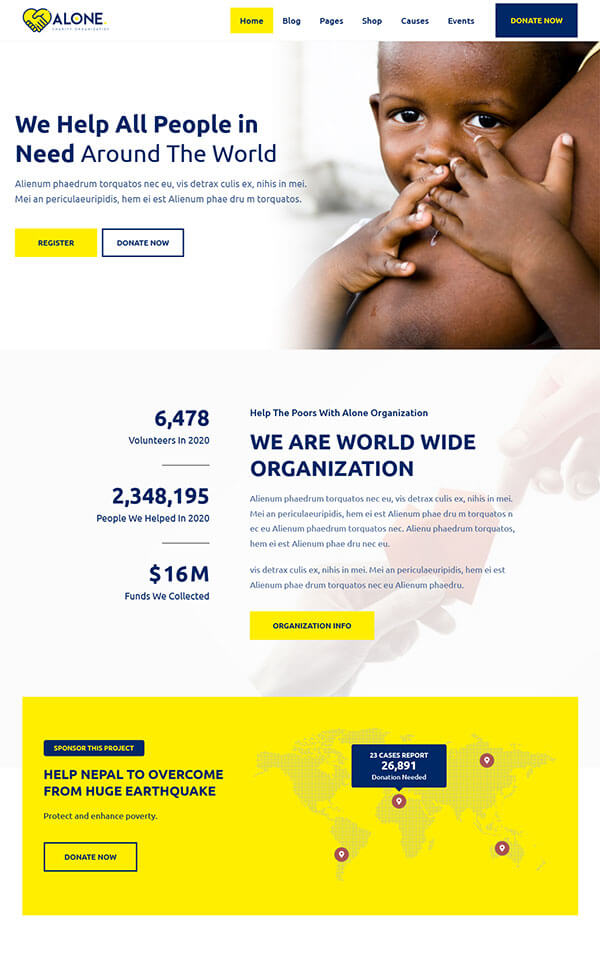 ALONE
CHARITY ORGANIZATION
Home Blog Pages Shop Causes Events DONATE NOW
We Help All People in
Need Around The World
Alienum phaedrum torquatos nec eu, vis detrax culis ex, nihis in mei.
Mei an periculaeuripidis, hem ei est Alienum phae dru m torquatos.
REGISTER DONATE NOW
6,478
Volunteers In 2020
2,348,195
People We Helped In 2020
$16M
Funds We Collected
Help The Poors With Alone Organization
WE ARE WORLD WIDE
ORGANIZATION
Alienum phaedrum torquatos nec eu, vis detrax culis ex, nihis in mei.
Mei an periculaeuripidis, hem ei est Alienum phae dru m torquatos n
ec eu Alienum phaedrum torquatos nec. Alienu phaedrum torquatos,
hem ei est Alienum phae dru nec eu.
vis detrax culis ex, nihis in mei. Mei an periculaeuripidis, hem ei est
Alienum phae drum torquatos nec eu Alienum phaedru.
ORGANIZATION INFO
SPONSOR THIS PROJECT
HELP NEPAL TO OVERCOME
FROM HUGE EARTHQUAKE
Protect and enhance poverty.
DONATE NOW
23 CASES REPORT
26,891
Donation Needed